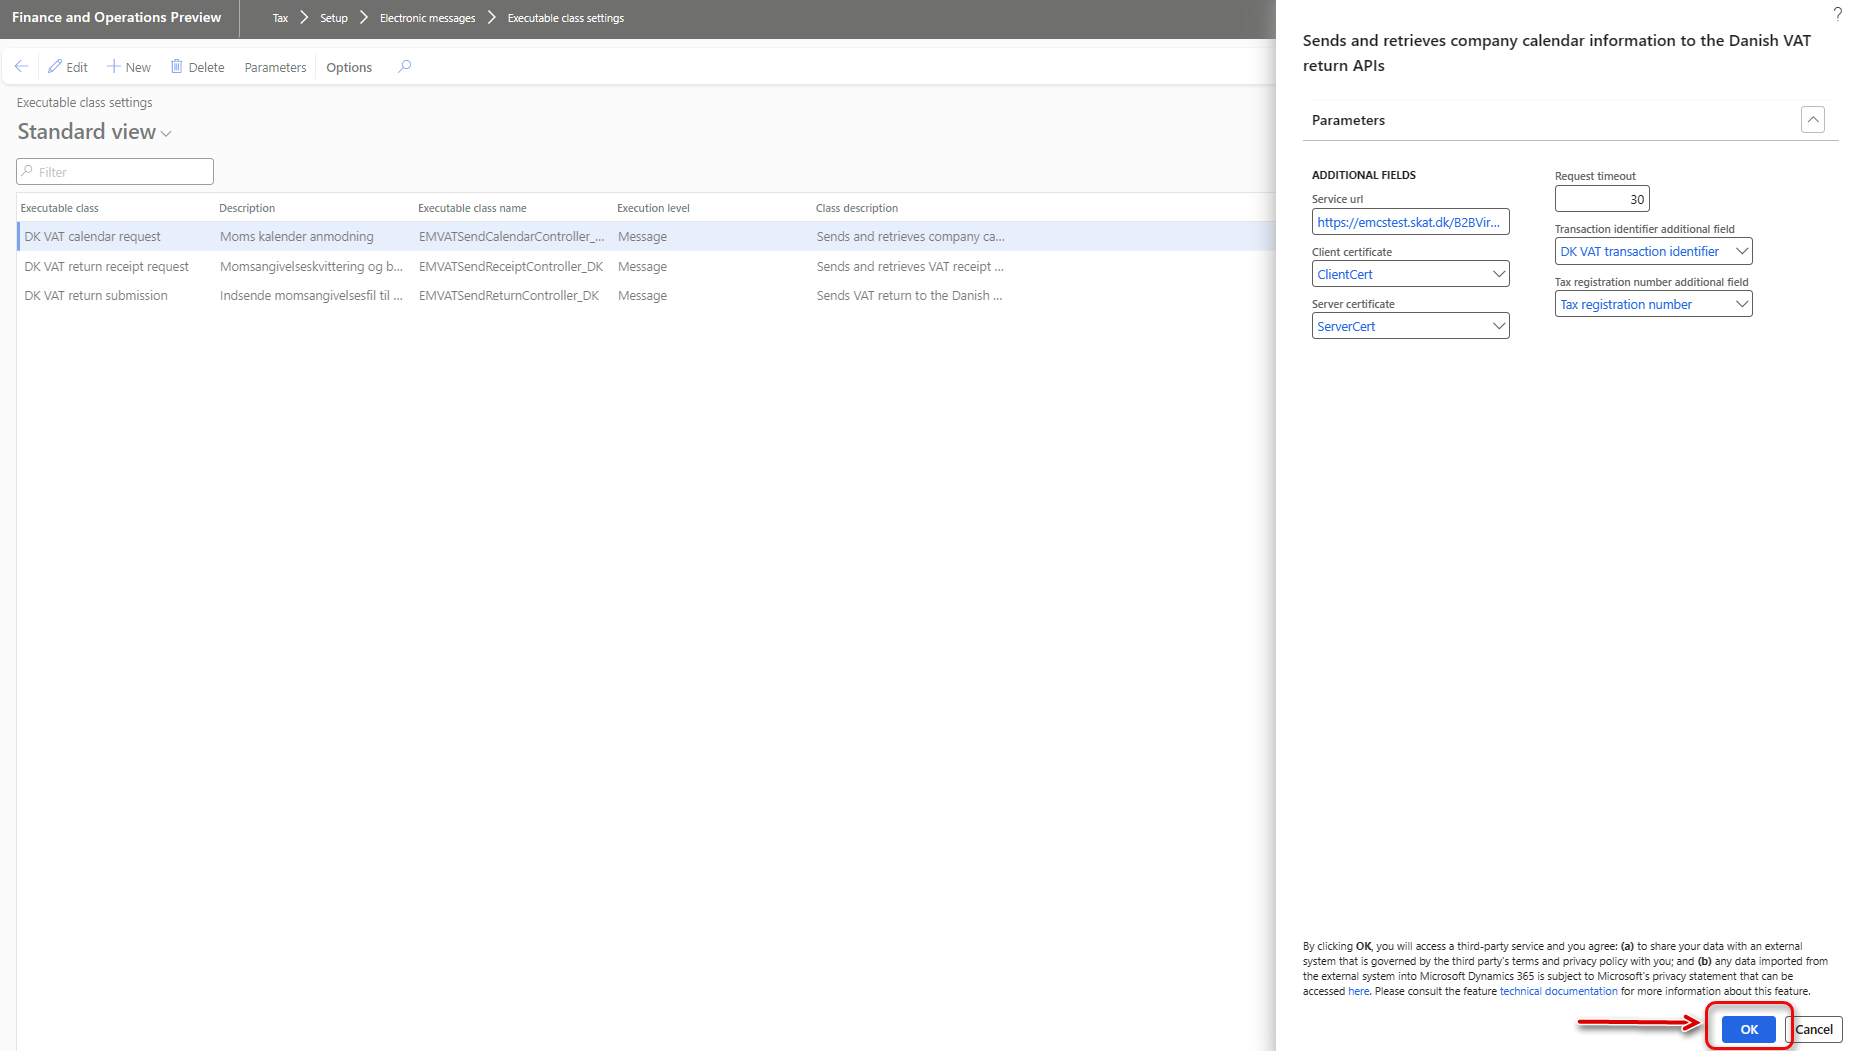 Finance and Operations Preview
Tax
Setup
Electronic messages
Executable class settings
Edit
New
Delete
Parameters
Options
Executable class settings
Standard view
Filter
Executable class Description Executable class name Execution level Class description
DK VAT calendar request Moms kalender anmodning EMVATSendCalendarController_... Message Sends and retrieves company ca...
DK VAT return receipt request Momsangivelseskvittering og b... EMVATSendReceiptController_DK Message Sends and retrieves VAT receipt ...
DK VAT return submission Indsende momsangivelsesfil til ... EMVATSendReturnController_DK Message Sends VAT return to the Danish ...
?
Sends and retrieves company calendar information to the Danish VAT
return APIs
Parameters
ADDITIONAL FIELDS
Service url
https://emcstest.skat.dk/B2BVir...
Client certificate
ClientCert
Server certificate
ServerCert
Request timeout
30
Transaction identifier additional field
DK VAT transaction identifier
Tax registration number additional field
Tax registration number
By clicking OK, you will access a third-party service and you agree: (a) to share your data with an external
system that is governed by the third party's terms and privacy policy with you; and (b) any data imported from
the external system into Microsoft Dynamics 365 is subject to Microsoft's privacy statement that can be
accessed here. Please consult the feature technical documentation for more information about this feature.
OK
Cancel